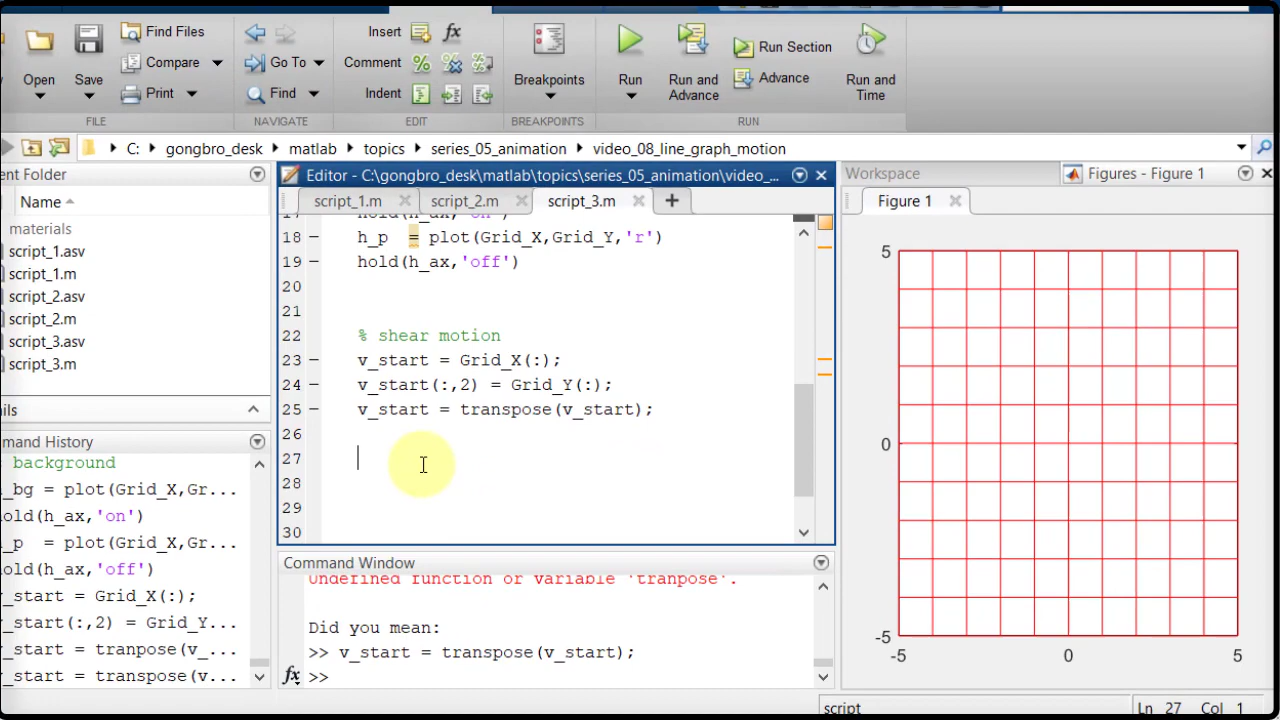 Find Files
Insert
fx
Compare
Go To
Comment
Run Section
Open
Save
Print
Find
Indent
Breakpoints
Run
Run and
Advance
Advance
Run and
Time
FILE
NAVIGATE
EDIT
BREAKPOINTS
RUN
C: gongbro_desk matlab topics series_05_animation video_08_line_graph_motion
ent Folder
Name
materials
script_1.asv
script_1.m
script_2.asv
script_2.m
script_3.asv
script_3.m
ails
mmand History
background
_bg = plot(Grid_X,Gr...
old(h_ax,'on')
_p = plot(Grid_X,Gr...
old(h_ax,'off')
_start = Grid_X(:);
_start(:,2) = Grid_Y...
_start = tranpose(v_...
_start = transpose(v...
Editor - C:\gongbro_desk\matlab\topics\series_05_animation\video_...
script_1.m script_2.m script_3.m
17 hold(h_ax,'on')
18 h_p = plot(Grid_X,Grid_Y,'r')
19 hold(h_ax,'off')
20
21
22 % shear motion
23 v_start = Grid_X(:);
24 v_start(:,2) = Grid_Y(:);
25 v_start = transpose(v_start);
26
27
28
29
30
Command Window
Undefined function or variable 'tranpose'.
Did you mean:
>> v_start = transpose(v_start);
fx >>
Workspace
Figures - Figure 1
Figure 1
5
0
-5
-5 0 5
script
Ln 27 Col 1